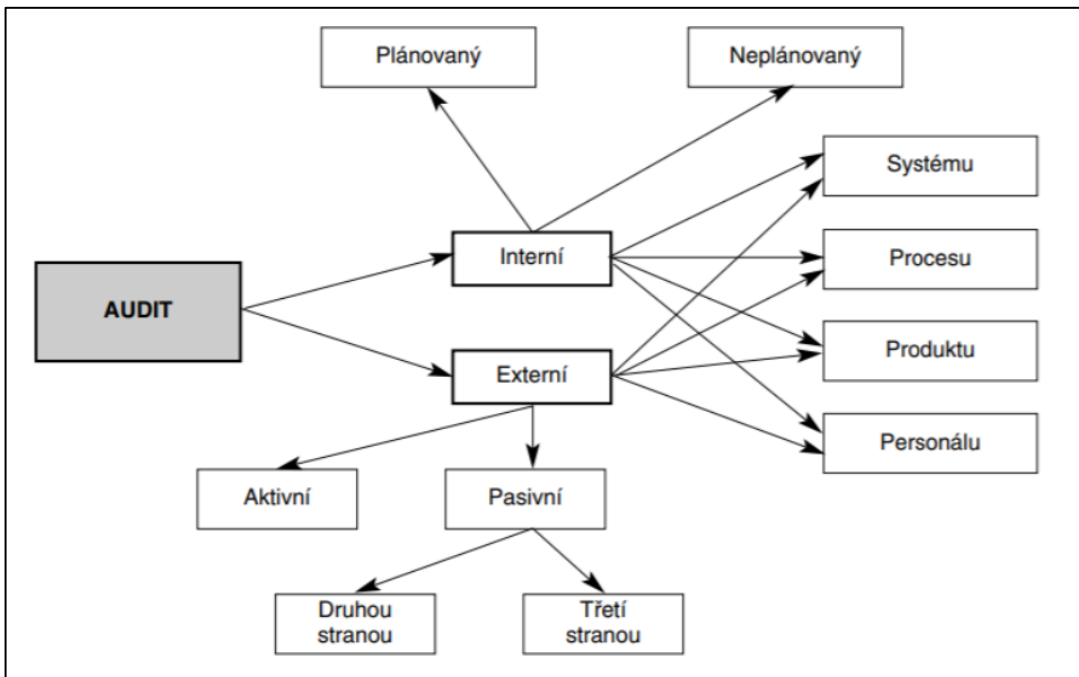 Plánovaný
Neplánovaný
Systému
Interní
Procesu
AUDIT
Produktu
Externí
Personálu
Aktivní
Pasivní
Druhou
stranou
Třetí
stranou